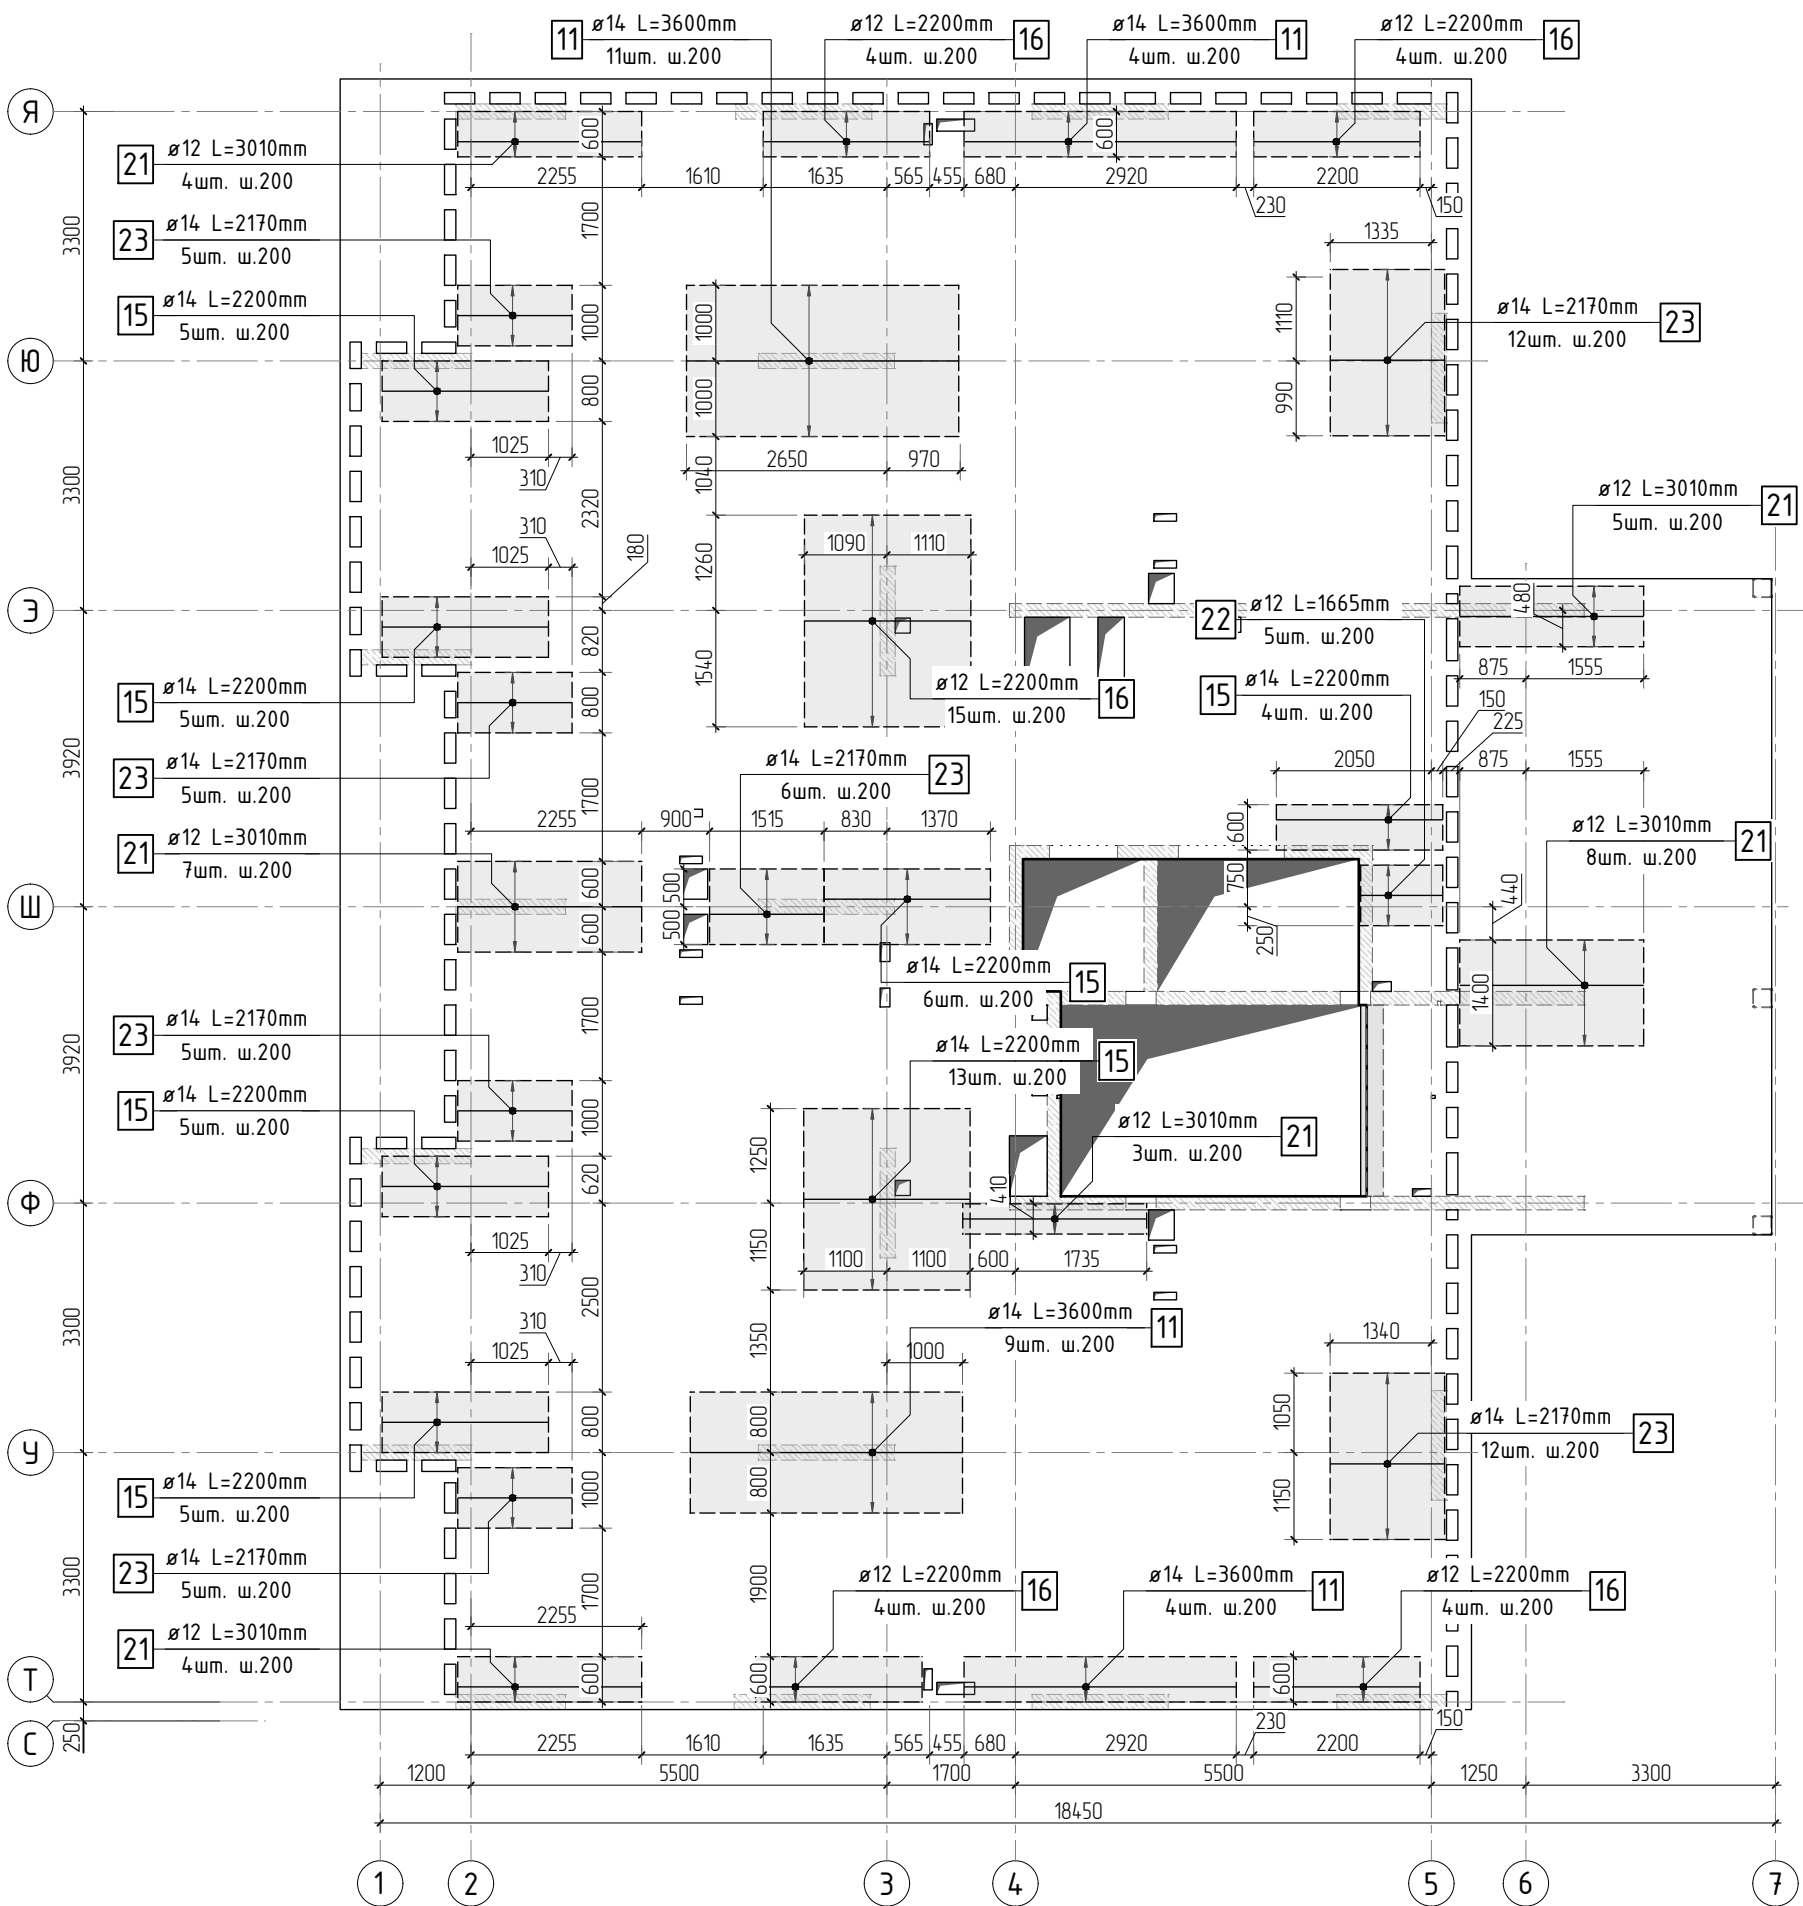 11 ø14 L=3600mm
11шт. ш.200
ø12 L=2200mm 16
4шт. ш.200
ø14 L=3600mm 11
4шт. ш.200
ø12 L=2200mm 16
4шт. ш.200
Я
600
600
21 ø12 L=3010mm
4шт. ш.200
2255 1610 1635 565 455 680 2920 2200
230 150
3300
1700
23 ø14 L=2170mm
5шт. ш.200
1335
15 ø14 L=2200mm
5шт. ш.200
1000
1000
1110
ø14 L=2170mm 23
12шт. ш.200
Ю
800
1000
990
1025
310
2650 970
1040
3300
2320
310
1025
180
1260
1090 1110
ø12 L=3010mm 21
5шт. ш.200
Э
22 ø12 L=1665mm
5шт. ш.200
480
820
1540
875 1555
15 ø14 L=2200mm
5шт. ш.200
800
ø12 L=2200mm 16
15шт. ш.200
15 ø14 L=2200mm
4шт. ш.200
150
225
3920
23 ø14 L=2170mm
5шт. ш.200
1700
ø14 L=2170mm 23
6шт. ш.200
2050 875 1555
2255 900 1515 830 1370
600
21 ø12 L=3010mm
7шт. ш.200
ø12 L=3010mm 21
8шт. ш.200
600
500
750
440
Ш
600
500
250
ø14 L=2200mm 15
6шт. ш.200
1400
3920
1700
23 ø14 L=2170mm
5шт. ш.200
ø14 L=2200mm 15
13шт. ш.200
15 ø14 L=2200mm
5шт. ш.200
1000
ø12 L=3010mm 21
3шт. ш.200
1250
620
410
Ф
1150
1025
310
1100 1100 600 1735
3300
2500
310
1025
1350
ø14 L=3600mm 11
9шт. ш.200
1000
1340
800
800
1050
ø14 L=2170mm 23
12шт. ш.200
У
15 ø14 L=2200mm
5шт. ш.200
1000
800
1150
3300
23 ø14 L=2170mm
5шт. ш.200
1700
1900
ø12 L=2200mm 16
4шт. ш.200
ø14 L=3600mm 11
4шт. ш.200
ø12 L=2200mm 16
4шт. ш.200
2255
21 ø12 L=3010mm
4шт. ш.200
600
600
600
Т
С
250
230 150
2255 1610 1635 565 455 680 2920 2200
1200 5500 1700 5500 1250 3300
18450
1 2 3 4 5 6 7